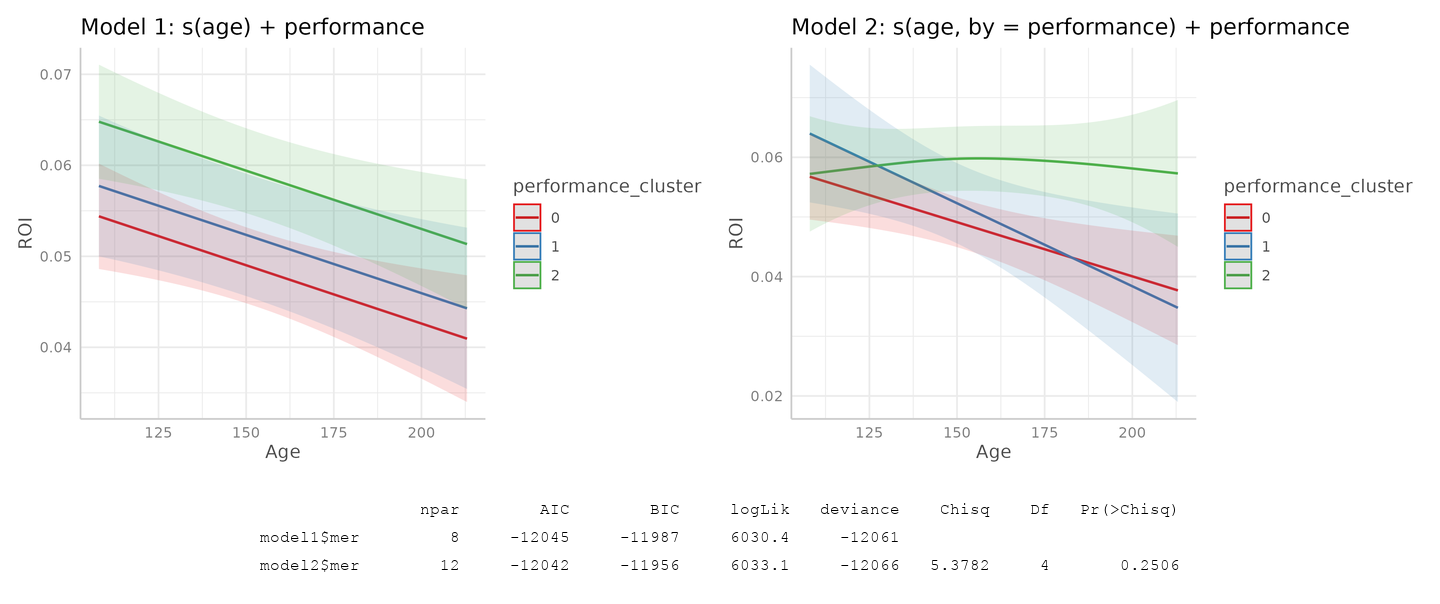 Model 1: s(age) + performance
0.07
0.06
0.05
0.04
ROI
125 150 175 200
Age
performance_cluster
0
1
2
Model 2: s(age, by = performance) + performance
0.06
0.04
0.02
ROI
125 150 175 200
Age
performance_cluster
0
1
2
npar AIC BIC logLik deviance Chisq Df Pr(>Chisq)
model1$mer 8 -12045 -11987 6030.4 -12061
model2$mer 12 -12042 -11956 6033.1 -12066 5.3782 4 0.2506